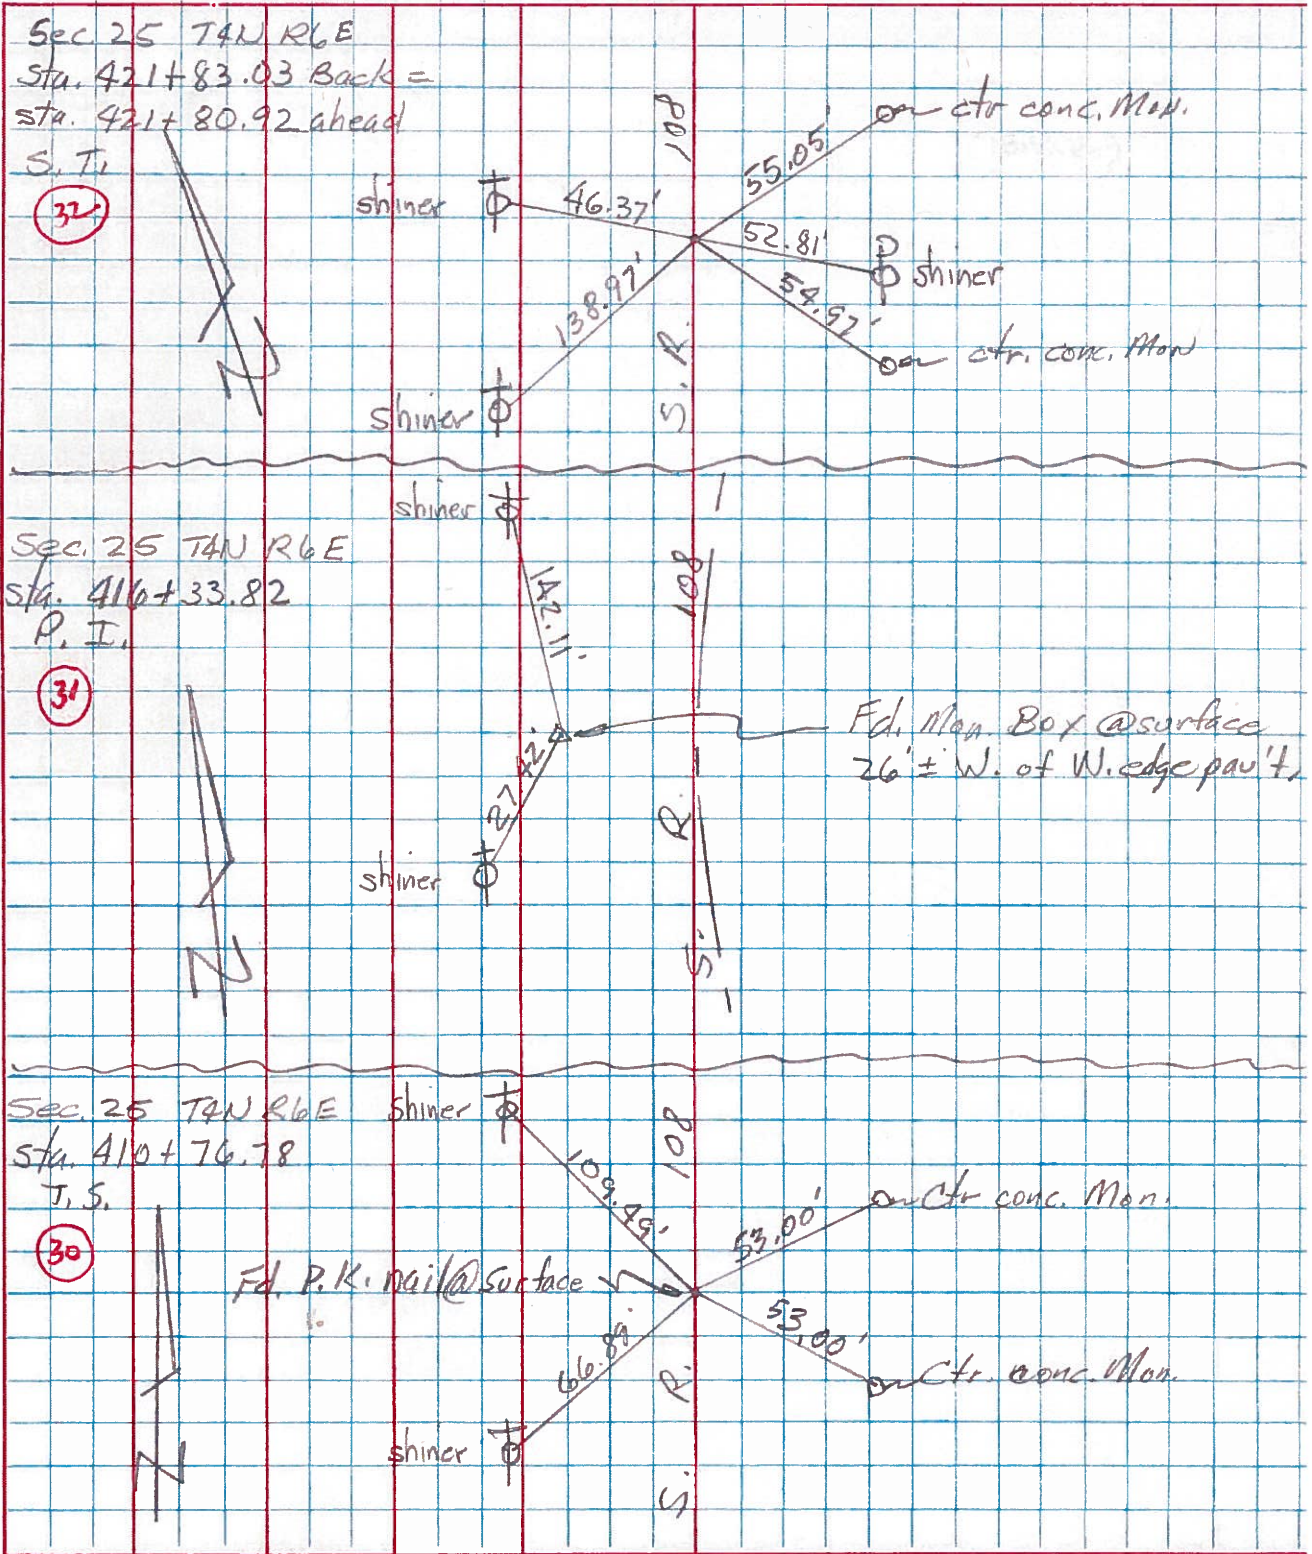 Sec. 25 T4N R6E
sta. 421+83.03 Back =
sta. 421+80.92 ahead
S.T.
32
N
shiner
46.37'
138.97'
shiner
S. R. 108
55.05'
ctr conc. Mon.
52.81'
shiner
54.97'
ctr. conc. Mon
shiner
Sec. 25 T4N R6E
sta. 416+33.82
P. I.
31
N
142.11'
27.42'
shiner
S. R. 108
Fd. Mon. Box @ surface
26' ± W. of W. edge pav't.
Sec. 25 T4N R6E
sta. 410+76.78
T.S.
30
N
shiner
109.49'
Fd. P.K. nail @ surface
66.89'
shiner
S. R. 108
53.00'
Ctr conc. Mon.
53.00'
Ctr. conc. Mon.